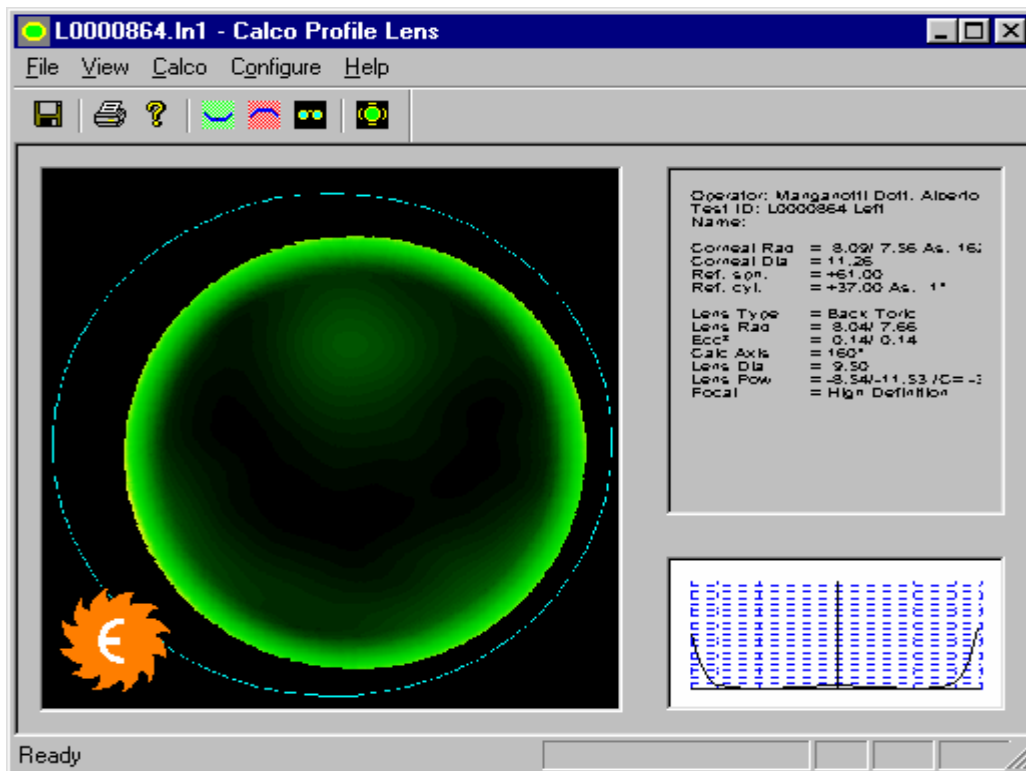 L0000864.ln1 - Calco Profile Lens
File View Calco Configure Help
Operator: Manganotti Dott. Alberto
Test ID: L0000864 Left
Name:
Corneal Rad = 8.09/ 7.56 As.
Corneal Dia = 11.26
Ref. sph. = +61.00
Ref. cyl. = +37.00 As. 1°
Lens Type = Back Toric
Lens Rad = 8.04/ 7.66
Ecc² = 0.14/ 0.14
Calc Axis = 160°
Lens Dia = 9.50
Lens Pow = -8.54/-11.53 /C=
Focal = High Definition
€
Ready